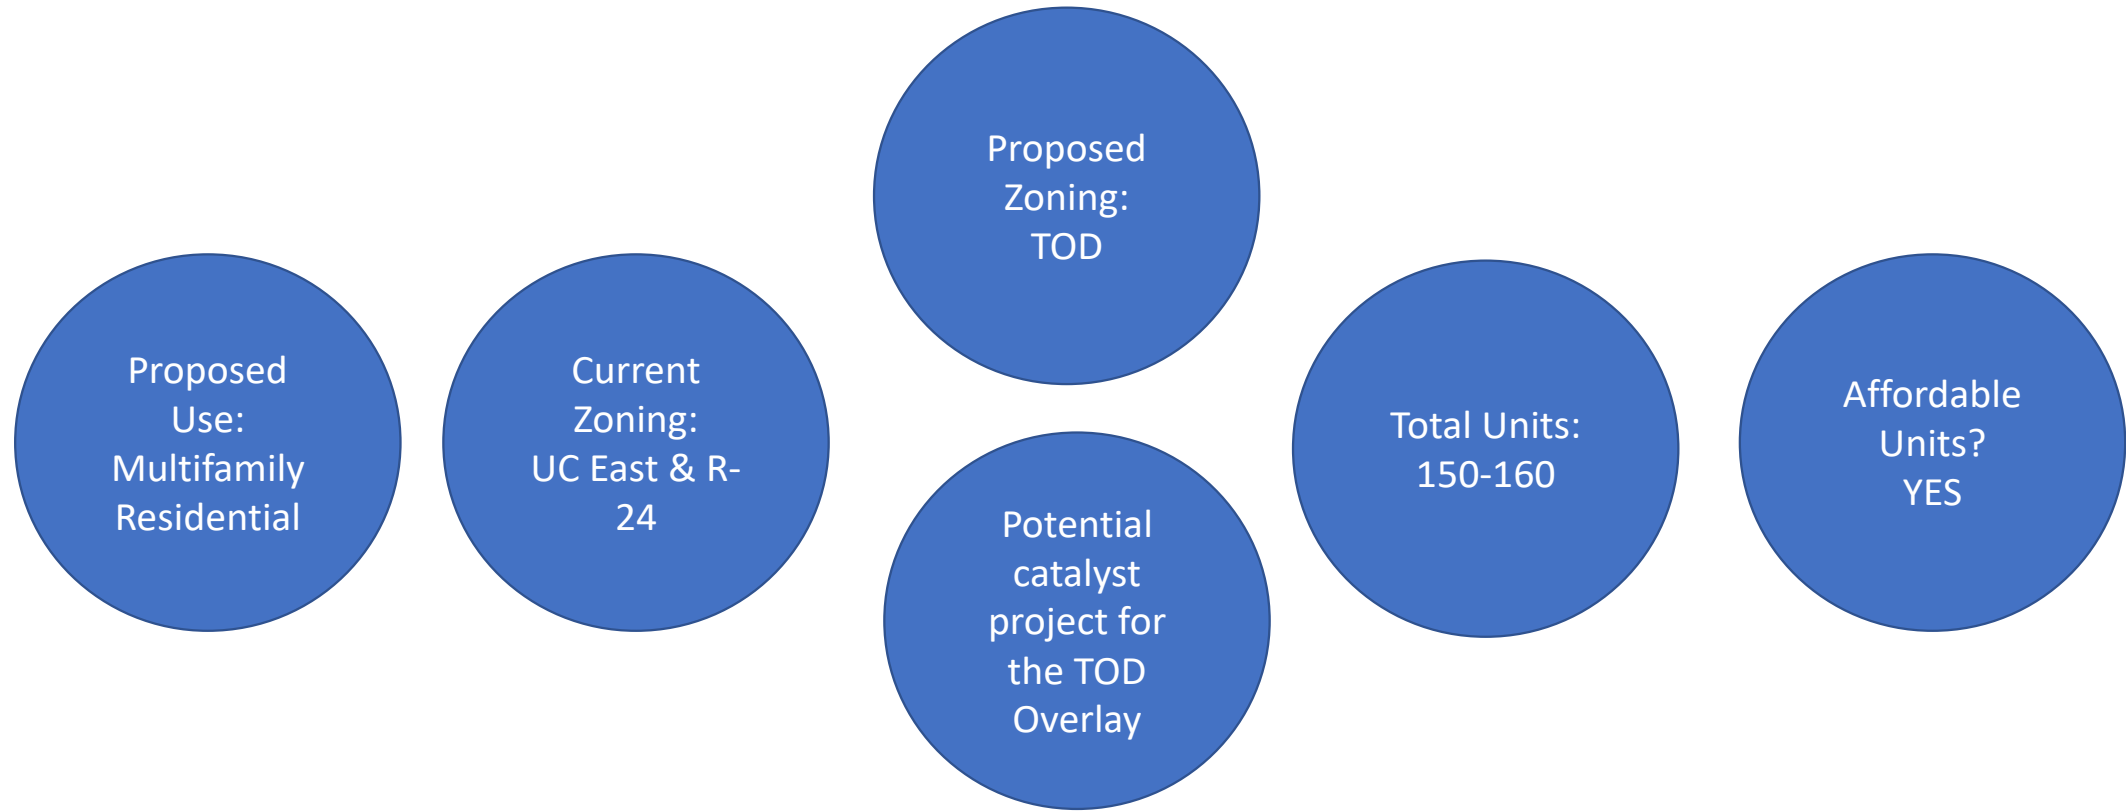 Proposed
Use:
Multifamily
Residential
Current
Zoning:
UC East & R-
24
Proposed
Zoning:
TOD
Potential
catalyst
project for
the TOD
Overlay
Total Units:
150-160
Affordable
Units?
YES